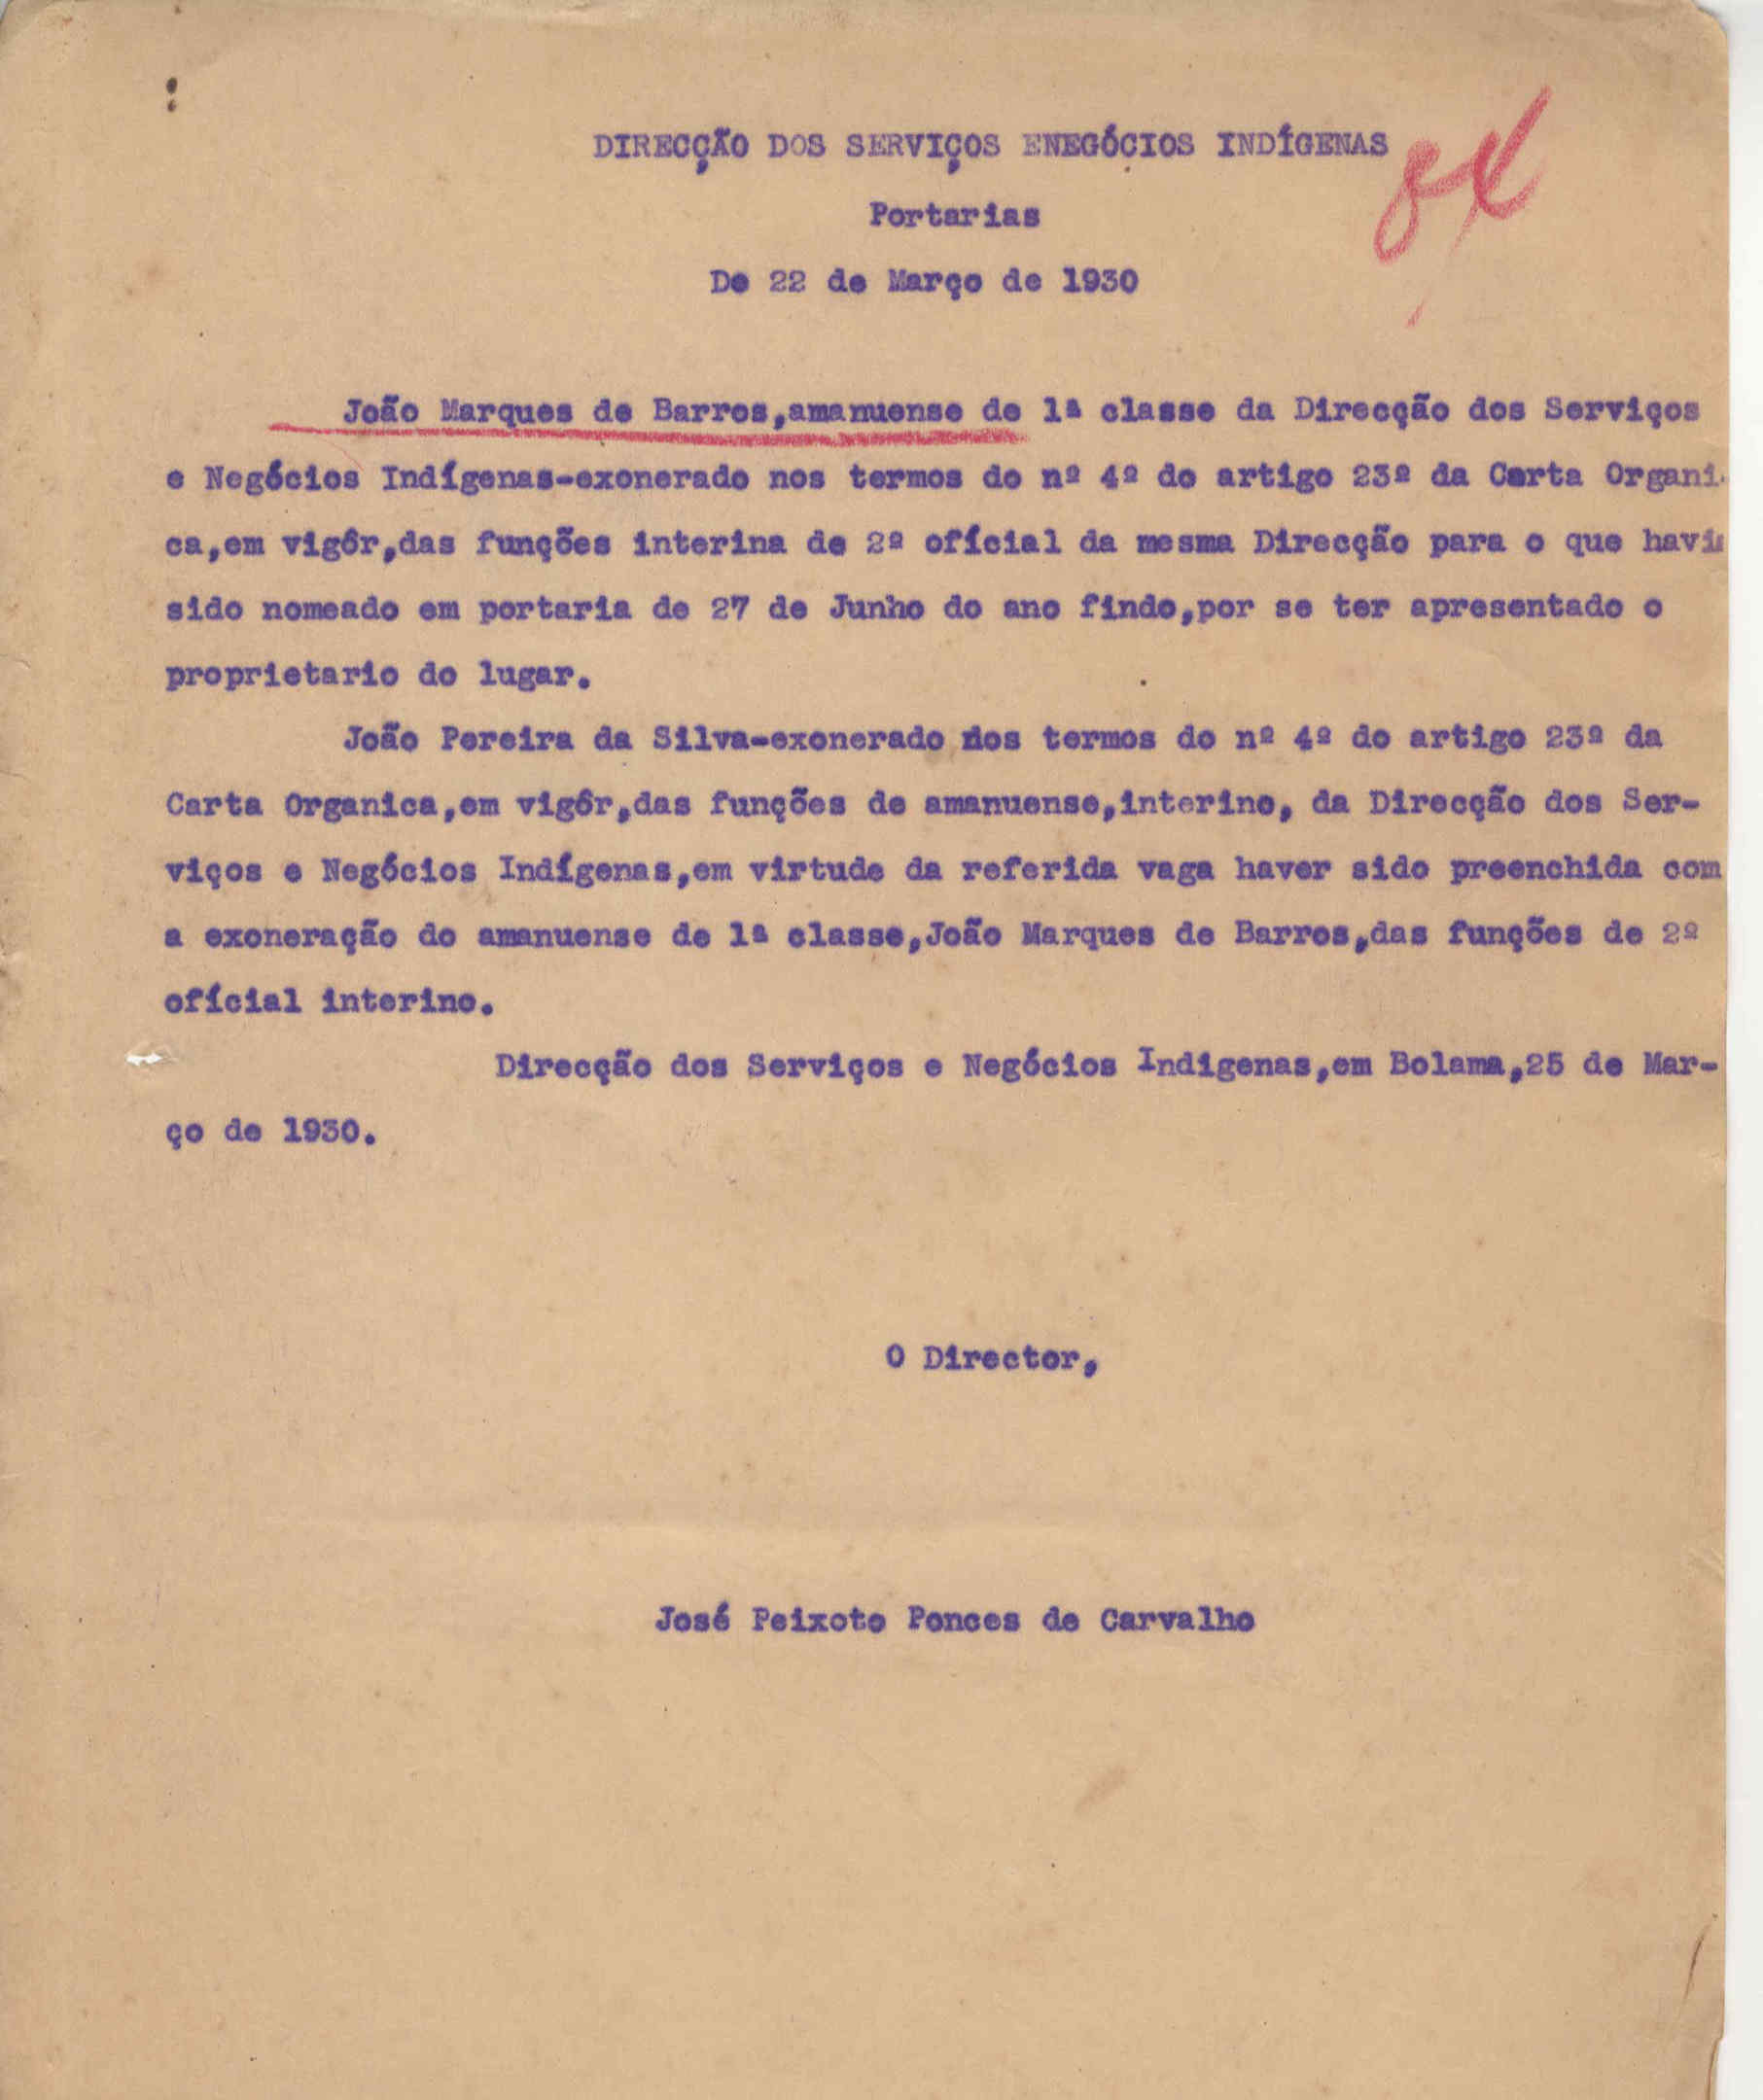 DIRECÇÃO DOS SERVIÇOS ENEGÓCIOS INDÍGENAS
Portarias
De 22 de Março de 1930
João Marques de Barros,amanuense de 1ª classe da Direcção dos Serviços
e Negócios Indígenas-exonerado nos termos do nº 4º do artigo 23º da Carta Organi-
ca,em vigôr,das funções interina de 2º ofícial da mesma Direcção para o que havia
sido nomeado em portaria de 27 de Junho do ano findo,por se ter apresentado o
proprietario do lugar.
João Pereira da Silva-exonerado nos termos do nº 4º do artigo 23º da
Carta Organica,em vigôr,das funções de amanuense,interino, da Direcção dos Ser-
viços e Negócios Indígenas,em virtude da referida vaga haver sido preenchida com
a exoneração do amanuense de 1ª classe,João Marques de Barros,das funções de 2º
ofícial interino.
Direcção dos Serviços e Negócios Indigenas,em Bolama,25 de Mar-
ço de 1930.
O Director,
José Peixoto Ponces de Carvalho